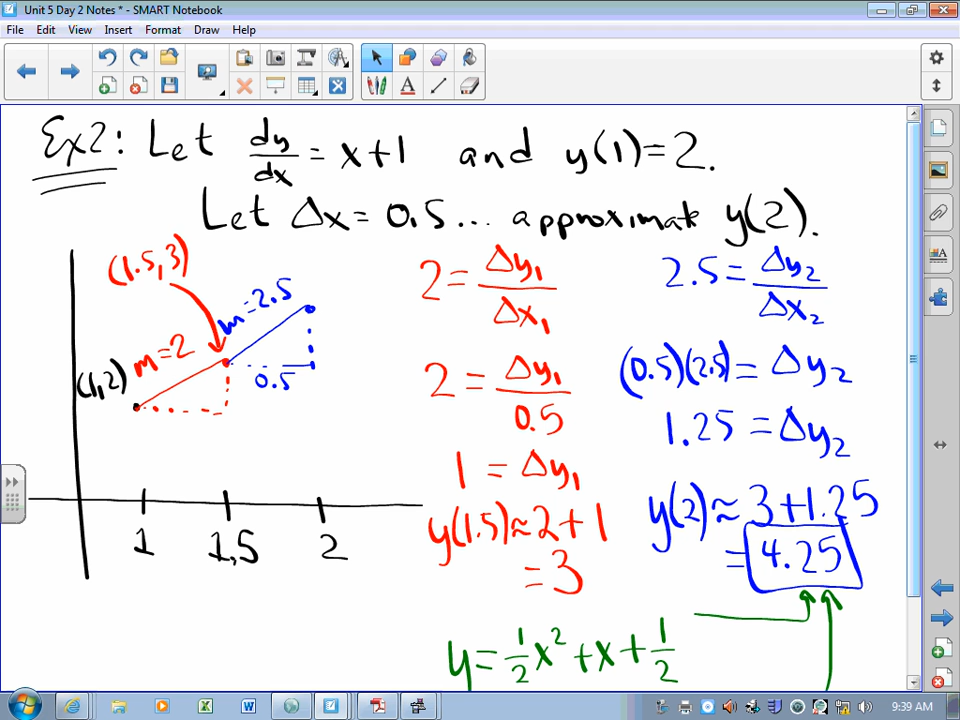 Unit 5 Day 2 Notes * - SMART Notebook
File Edit View Insert Format Draw Help
Ex2: Let dy/dx = x+1 and y(1)=2.
Let Δx = 0.5... approximate y(2).
(1.5,3)
m=2.5
m=2
(1,2)
0.5
1 1.5 2
2 = Δy₁/Δx₁
2 = Δy₁/0.5
1 = Δy₁
y(1.5)≈2+1
=3
2.5 = Δy₂/Δx₂
(0.5)(2.5) = Δy₂
1.25 = Δy₂
y(2) ≈ 3+1.25
= 4.25
y = 1/2 x² + x + 1/2
9:39 AM